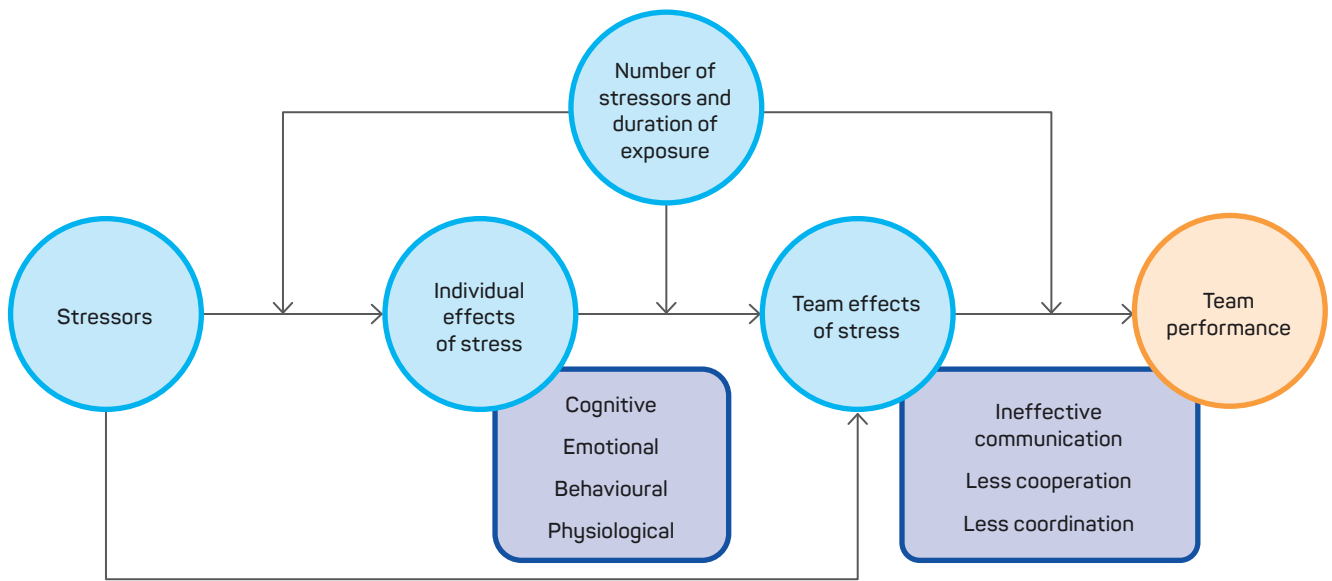 Number of
stressors and
duration of
exposure
Stressors
Individual
effects
of stress
Team effects
of stress
Team
performance
Cognitive
Emotional
Behavioural
Physiological
Ineffective
communication
Less cooperation
Less coordination